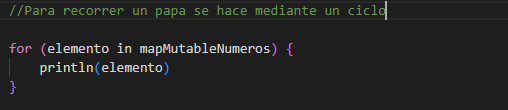 //Para recorrer un papa se hace mediante un ciclo
for (elemento in mapMutableNumeros) {
    println(elemento)
}